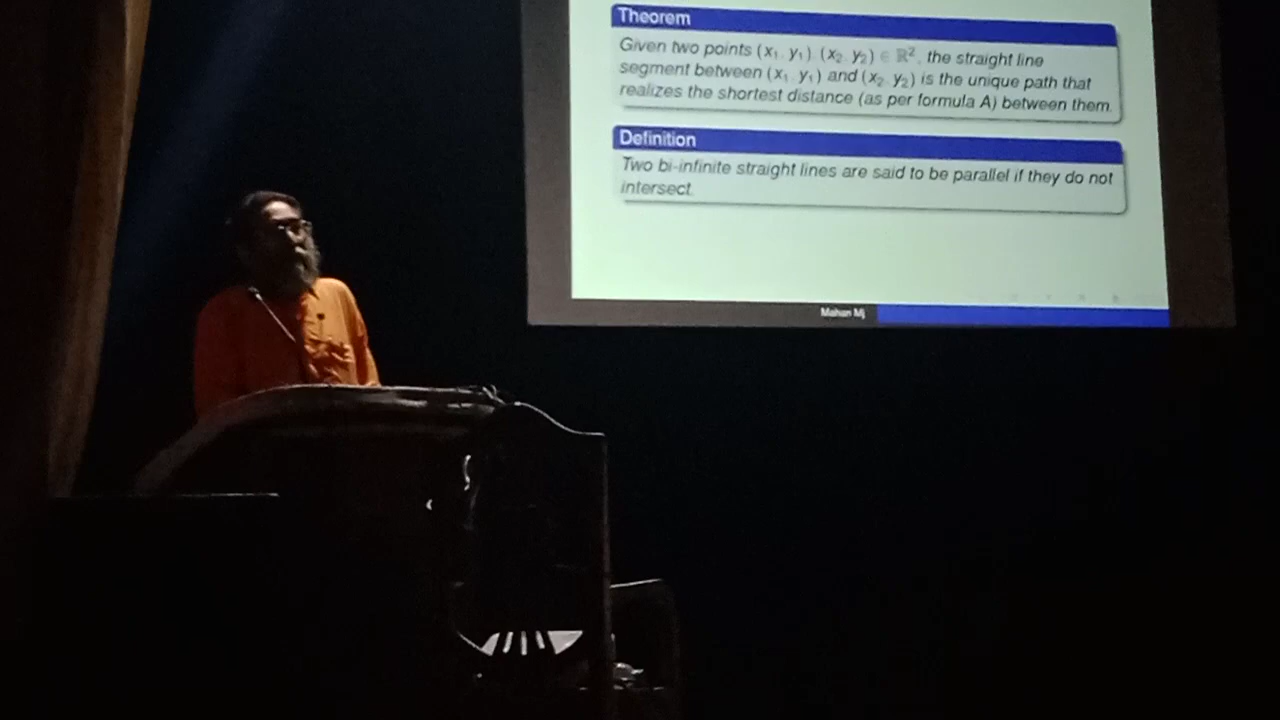 Theorem
Given two points (x₁, y₁), (x₂, y₂) ∈ ℝ², the straight line
segment between (x₁, y₁) and (x₂, y₂) is the unique path that
realizes the shortest distance (as per formula A) between them.
Definition
Two bi-infinite straight lines are said to be parallel if they do not
intersect.
Mahan Mj